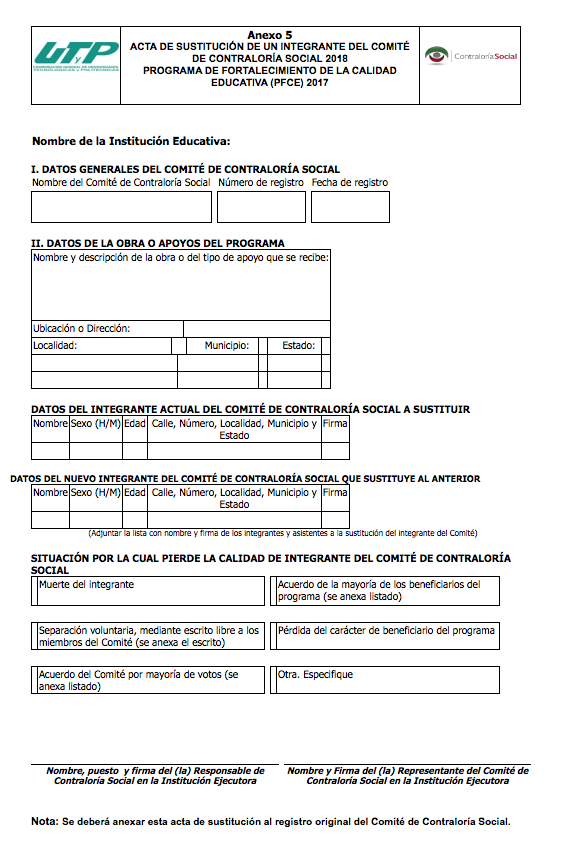 Anexo 5
UTyP
COORDINACIÓN GENERAL DE UNIVERSIDADES
TECNOLÓGICAS Y POLITÉCNICAS
ACTA DE SUSTITUCIÓN DE UN INTEGRANTE DEL COMITÉ
DE CONTRALORÍA SOCIAL 2018
PROGRAMA DE FORTALECIMIENTO DE LA CALIDAD
EDUCATIVA (PFCE) 2017
Contraloría Social
Nombre de la Institución Educativa:
I. DATOS GENERALES DEL COMITÉ DE CONTRALORÍA SOCIAL
Nombre del Comité de Contraloría Social Número de registro Fecha de registro
II. DATOS DE LA OBRA O APOYOS DEL PROGRAMA
Nombre y descripción de la obra o del tipo de apoyo que se recibe:
Ubicación o Dirección:
Localidad: Municipio: Estado:
DATOS DEL INTEGRANTE ACTUAL DEL COMITÉ DE CONTRALORÍA SOCIAL A SUSTITUIR
Nombre Sexo (H/M) Edad Calle, Número, Localidad, Municipio y Firma
Estado
DATOS DEL NUEVO INTEGRANTE DEL COMITÉ DE CONTRALORÍA SOCIAL QUE SUSTITUYE AL ANTERIOR
Nombre Sexo (H/M) Edad Calle, Número, Localidad, Municipio y Firma
Estado
(Adjuntar la lista con nombre y firma de los integrantes y asistentes a la sustitución del integrante del Comité)
SITUACIÓN POR LA CUAL PIERDE LA CALIDAD DE INTEGRANTE DEL COMITÉ DE CONTRALORÍA
SOCIAL
Muerte del integrante
Acuerdo de la mayoría de los beneficiarios del
programa (se anexa listado)
Separación voluntaria, mediante escrito libre a los
miembros del Comité (se anexa el escrito)
Pérdida del carácter de beneficiario del programa
Acuerdo del Comité por mayoría de votos (se
anexa listado)
Otra. Especifique
Nombre, puesto y firma del (la) Responsable de
Contraloría Social en la Institución Ejecutora
Nombre y Firma del (la) Representante del Comité de
Contraloría Social en la Institución Ejecutora
Nota: Se deberá anexar esta acta de sustitución al registro original del Comité de Contraloría Social.